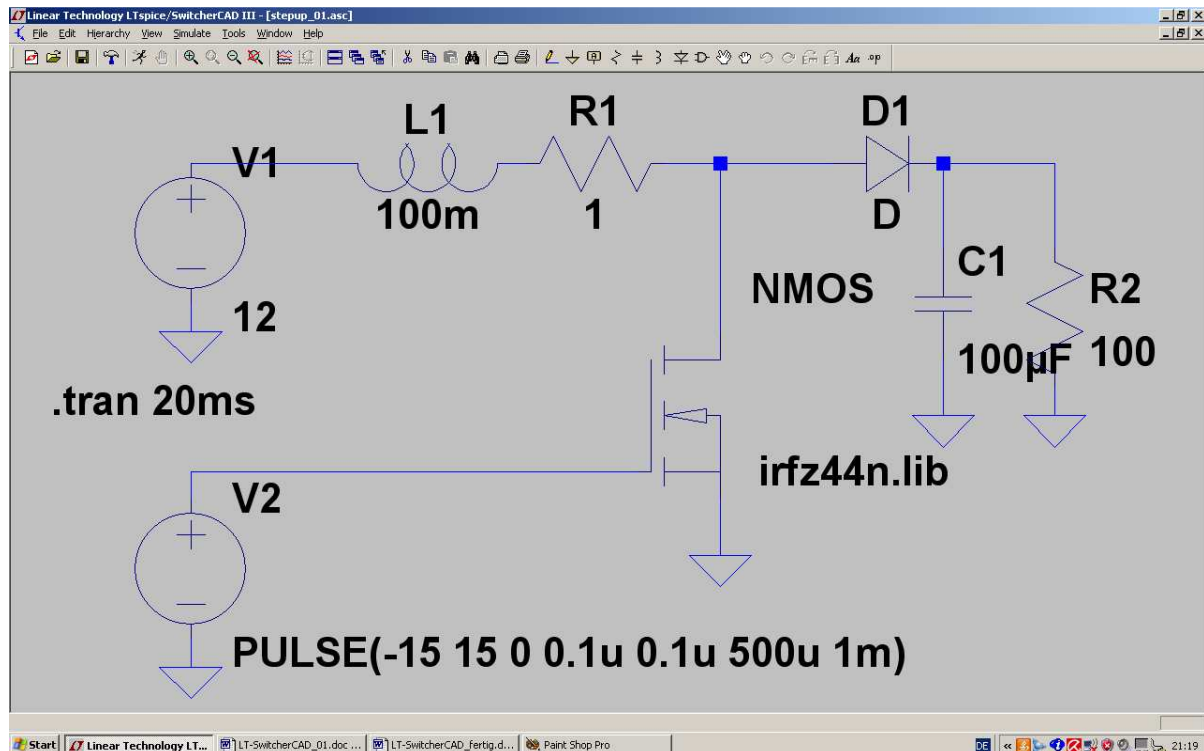 Linear Technology LTspice/SwitcherCAD III - [stepup_01.asc]
File Edit Hierarchy View Simulate Tools Window Help
Aa .op
L1
R1
D1
V1
100m
1
D
C1
NMOS
R2
12
100µF
100
.tran 20ms
irfz44n.lib
V2
PULSE(-15 15 0 0.1u 0.1u 500u 1m)
Start
Linear Technology LT...
LT-SwitcherCAD_01.doc ...
LT-SwitcherCAD_fertig.d...
Paint Shop Pro
DE
21:19